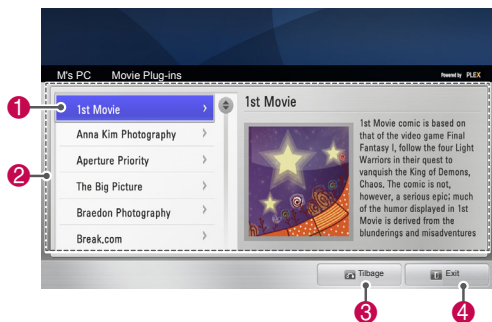 M's PC Movie Plug-ins Powered by PLEX
1st Movie
Anna Kim Photography
Aperture Priority
The Big Picture
Braedon Photography
Break.com
1st Movie
1st Movie comic is based on
that of the video game Final
Fantasy I, follow the four Light
Warriors in their quest to
vanquish the King of Demons,
Chaos. The comic is not,
however, a serious epic; much
of the humor displayed in 1st
Movie is derived from the
blunderings and misadventures
Tilbage Exit
1
2
3
4